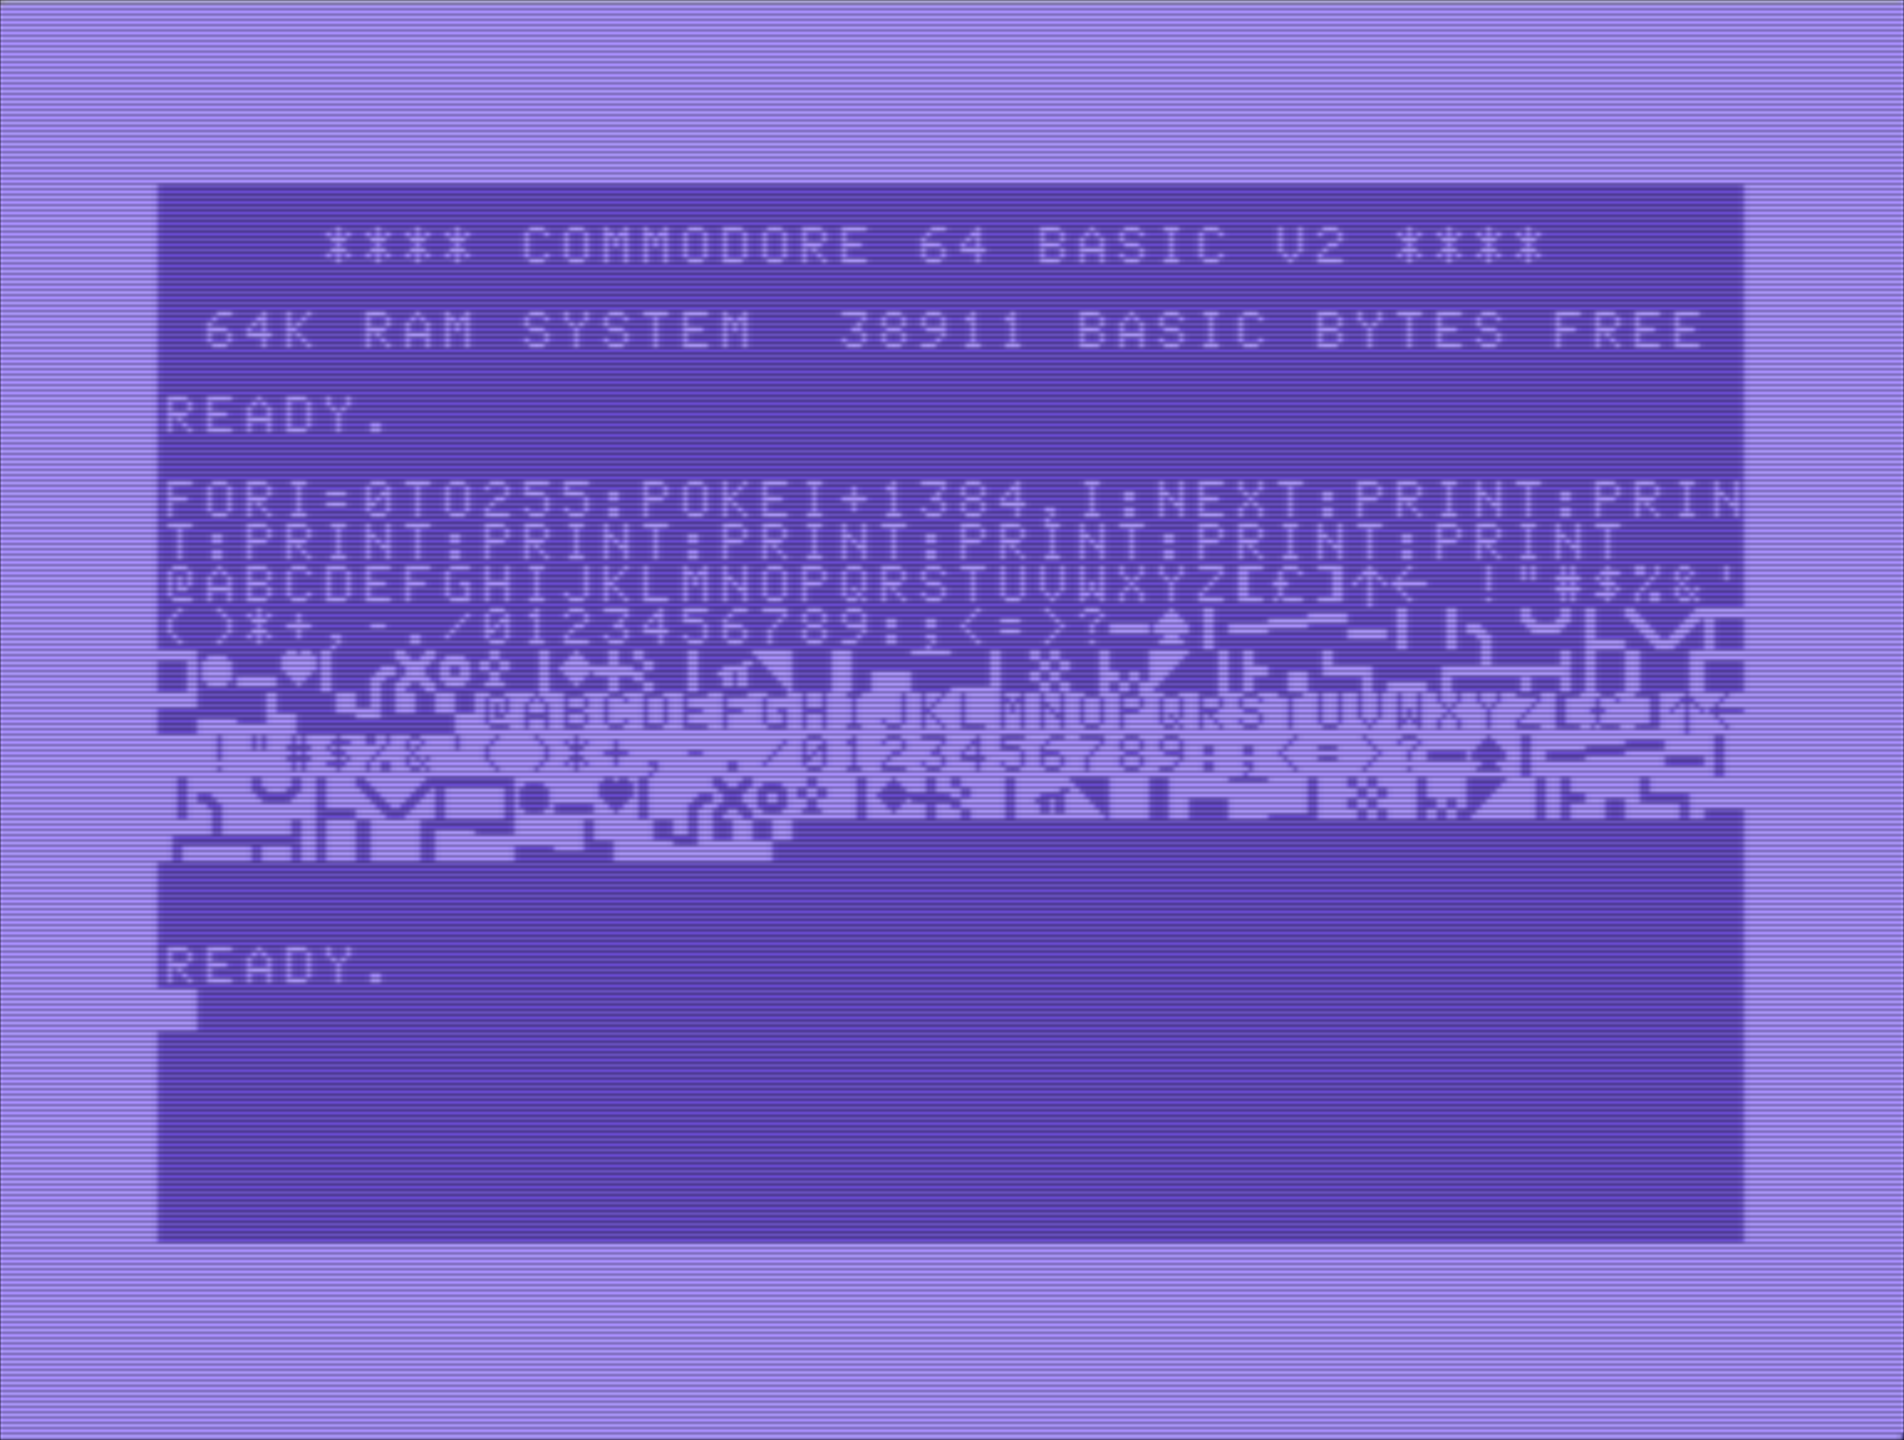 **** COMMODORE 64 BASIC V2 ****
64K RAM SYSTEM  38911 BASIC BYTES FREE
READY.
FORI=0TO255:POKEI+1384,I:NEXT:PRINT:PRIN
T:PRINT:PRINT:PRINT:PRINT:PRINT:PRINT
@ABCDEFGHIJKLMNOPQRSTUVWXYZ[£]↑← !"#$%&'
()*+,-./0123456789:;<=>?
@ABCDEFGHIJKLMNOPQRSTUVWXYZ[£]↑←
!"#$%&'()*+,-./0123456789:;<=>?
READY.